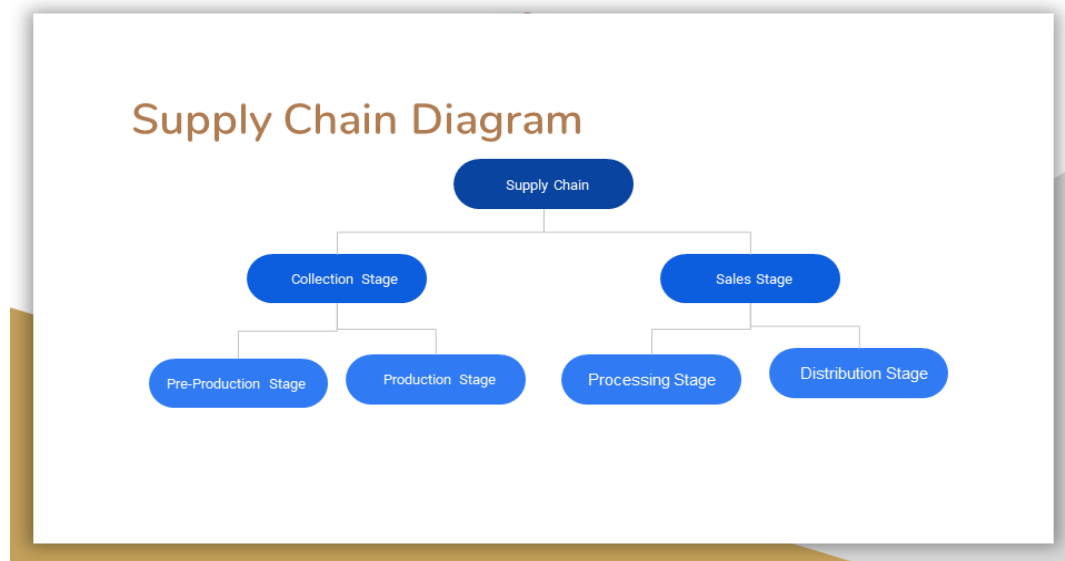 Supply Chain Diagram
Supply Chain
Collection Stage
Sales Stage
Pre-Production Stage
Production Stage
Processing Stage
Distribution Stage